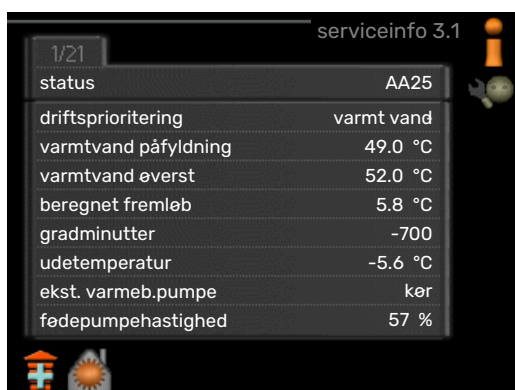 serviceinfo 3.1
1/21
status AA25
driftsprioritering varmt vand
varmtvand påfyldning 49.0 °C
varmtvand øverst 52.0 °C
beregnet fremløb 5.8 °C
gradminutter -700
udetemperatur -5.6 °C
ekst. varmeb.pumpe kør
fødepumpehastighed 57 %